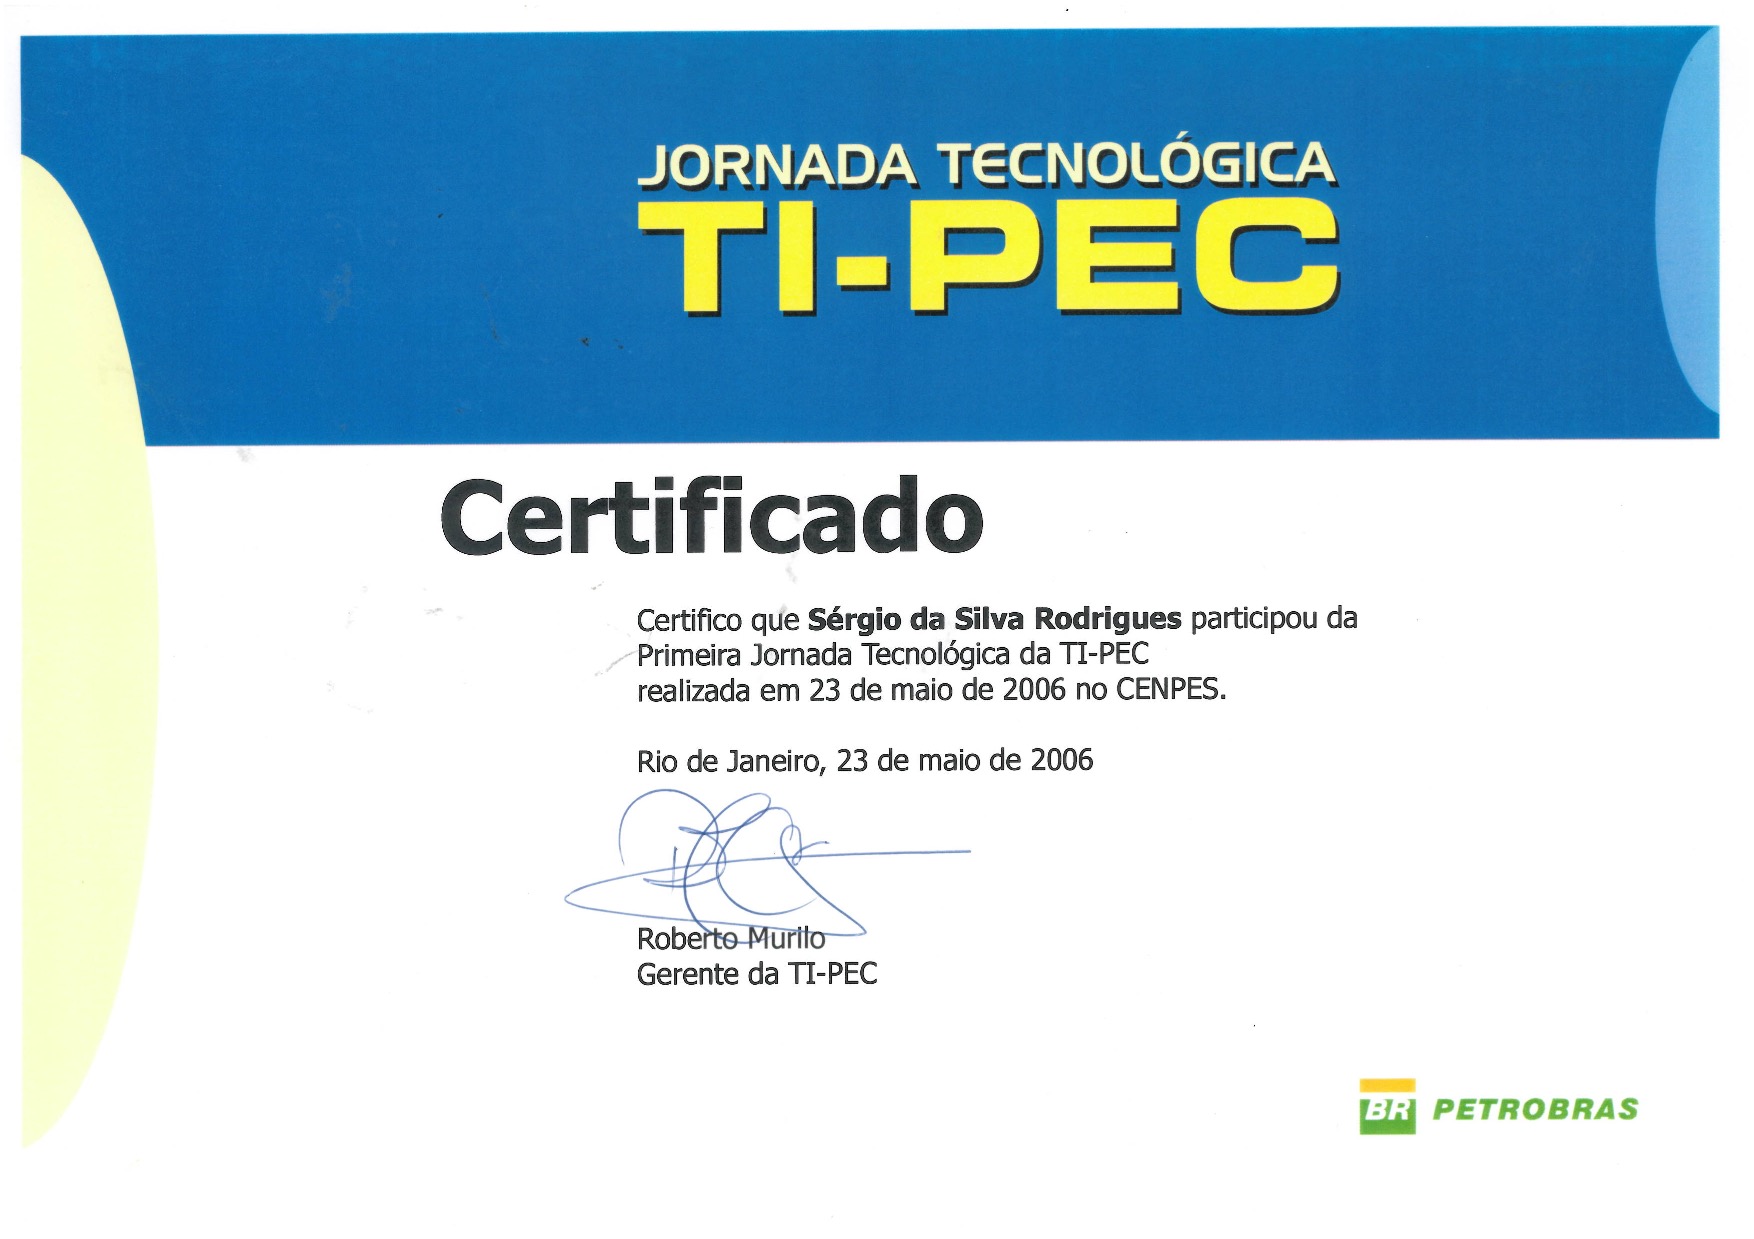 JORNADA TECNOLÓGICA
TI-PEC
Certificado
Certifico que Sérgio da Silva Rodrigues participou da
Primeira Jornada Tecnológica da TI-PEC
realizada em 23 de maio de 2006 no CENPES.
Rio de Janeiro, 23 de maio de 2006
Roberto Murilo
Gerente da TI-PEC
BR PETROBRAS